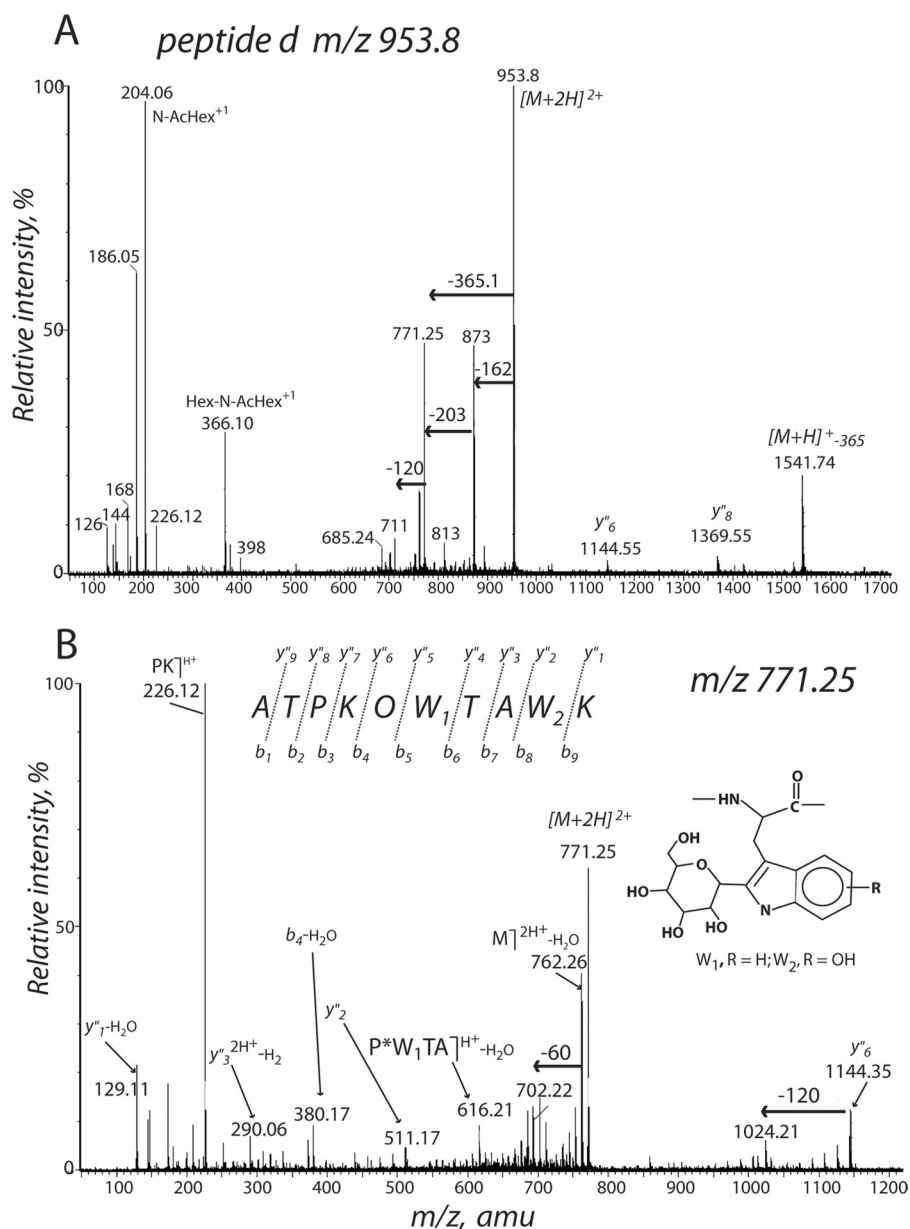 A
peptide d m/z 953.8
953.8
[M+2H] 2+
204.06
N-AcHex+1
186.05
-365.1
771.25
873
-162
-203
Hex-N-AcHex+1
366.10
-120
[M+H] + -365
1541.74
168
126
144
226.12
398
685.24
711
813
y"6
1144.55
y"8
1369.55
Relative intensity, %
100
50
0
100 200 300 400 500 600 700 800 900 1000 1100 1200 1300 1400 1500 1600 1700
B
PK H+
226.12
y"9 y"8 y"7 y"6 y"5 y"4 y"3 y"2 y"1
A T P K O W1 T A W2 K
b1 b2 b3 b4 b5 b6 b7 b8 b9
m/z 771.25
[M+2H] 2+
771.25
HN
C
O
OH
O
HO
HO
HO
OH
N
R
W1, R = H; W2, R = OH
M 2H+ -H2O
762.26
b4-H2O
y"2
P*W1TA H+ -H2O
-60
y"1-H2O
129.11
y"3 2H+ -H2
290.06
380.17
511.17
616.21
702.22
y"6
1144.35
-120
1024.21
Relative intensity, %
100
50
0
100 200 300 400 500 600 700 800 900 1000 1100 1200
m/z, amu